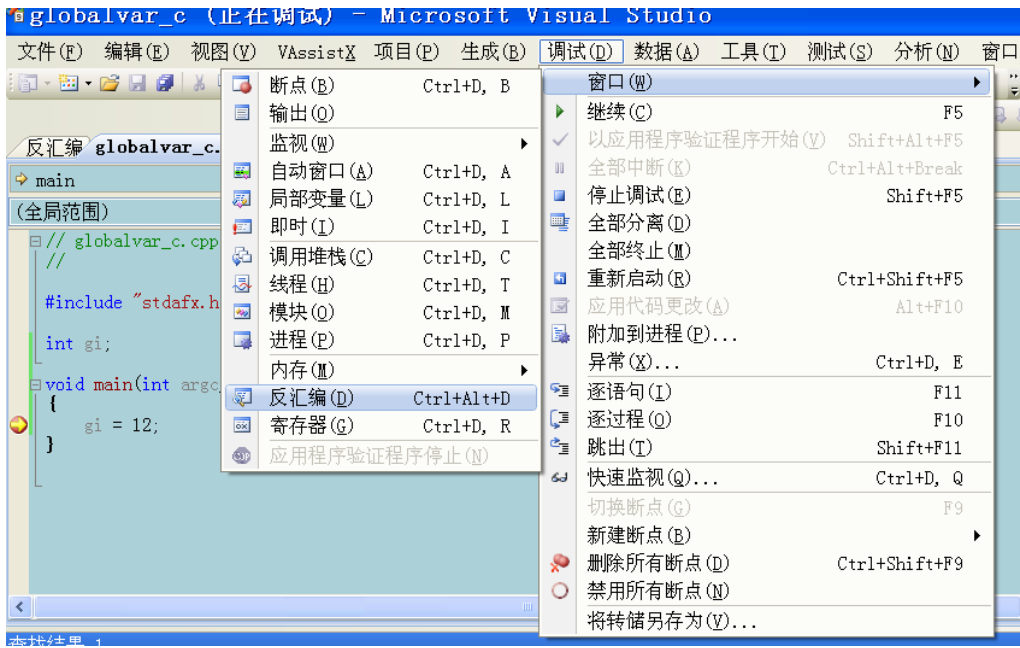 globalvar_c (正在调试) - Microsoft Visual Studio
文件(F) 编辑(E) 视图(V) VAssistX 项目(P) 生成(B) 调试(D) 数据(A) 工具(T) 测试(S) 分析(N) 窗口
反汇编 globalvar_c.
main
(全局范围)
// globalvar_c.cpp
//
#include "stdafx.h
int gi;
void main(int argc
{
gi = 12;
}
断点(B) Ctrl+D, B
输出(O)
监视(W)
自动窗口(A) Ctrl+D, A
局部变量(L) Ctrl+D, L
即时(I) Ctrl+D, I
调用堆栈(C) Ctrl+D, C
线程(H) Ctrl+D, T
模块(O) Ctrl+D, M
进程(P) Ctrl+D, P
内存(M)
反汇编(D) Ctrl+Alt+D
寄存器(G) Ctrl+D, R
应用程序验证程序停止(N)
窗口(W)
继续(C) F5
以应用程序验证程序开始(V) Shift+Alt+F5
全部中断(K) Ctrl+Alt+Break
停止调试(E) Shift+F5
全部分离(D)
全部终止(M)
重新启动(R) Ctrl+Shift+F5
应用代码更改(A) Alt+F10
附加到进程(P)...
异常(X)... Ctrl+D, E
逐语句(I) F11
逐过程(O) F10
跳出(T) Shift+F11
快速监视(Q)... Ctrl+D, Q
切换断点(G) F9
新建断点(B)
删除所有断点(D) Ctrl+Shift+F9
禁用所有断点(N)
将转储另存为(V)...
查找结果 1